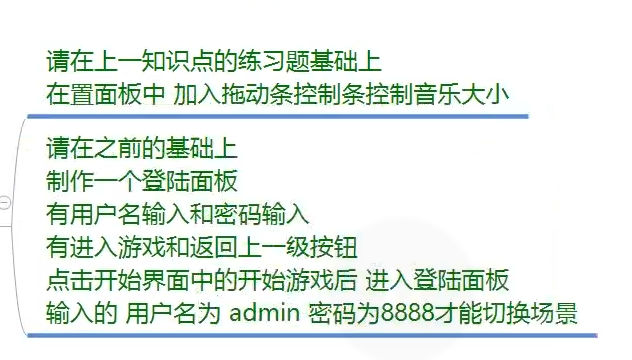 请在上一知识点的练习题基础上
在置面板中 加入拖动条控制条控制音乐大小
请在之前的基础上
制作一个登陆面板
有用户名输入和密码输入
有进入游戏和返回上一级按钮
点击开始界面中的开始游戏后 进入登陆面板
输入的 用户名为 admin 密码为8888才能切换场景